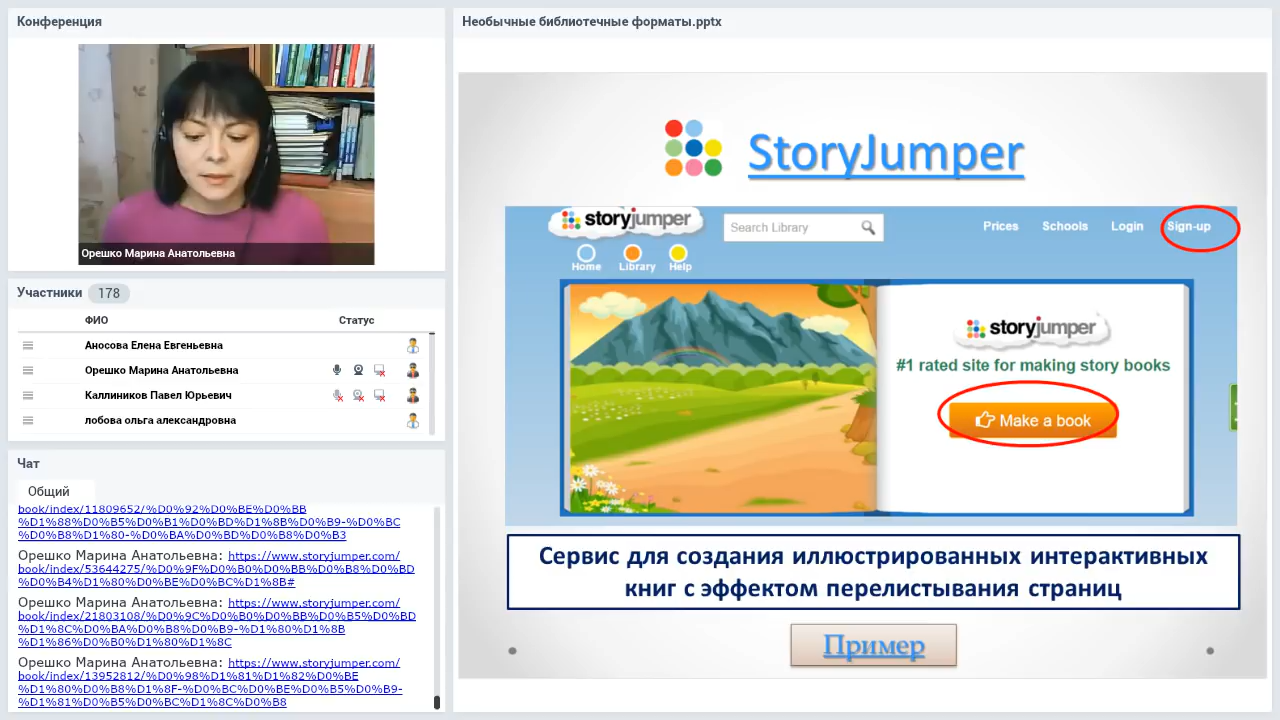 Конференция
Орешко Марина Анатольевна
Участники 178
ФИО Статус
Аносова Елена Евгеньевна
Орешко Марина Анатольевна
Каллиников Павел Юрьевич
лобова ольга александровна
Чат
Общий
book/index/11809652/%D0%92%D0%BE%D0%BB
%D1%88%D0%B5%D0%B1%D0%BD%D1%8B%D0%B9-%D0%BC
%D0%B8%D1%80-%D0%BA%D0%BD%D0%B8%D0%B3
Орешко Марина Анатольевна: https://www.storyjumper.com/
book/index/53644275/%D0%9F%D0%B0%D0%BB%D0%B8%D0%BD
%D0%B4%D1%80%D0%BE%D0%BC%D1%8B#
Орешко Марина Анатольевна: https://www.storyjumper.com/
book/index/21803108/%D0%9C%D0%B0%D0%BB%D0%B5%D0%BD
%D1%8C%D0%BA%D0%B8%D0%B9-%D1%80%D1%8B
%D1%86%D0%B0%D1%80%D1%8C
Орешко Марина Анатольевна: https://www.storyjumper.com/
book/index/13952812/%D0%98%D1%81%D1%82%D0%BE
%D1%80%D0%B8%D1%8F-%D0%BC%D0%BE%D0%B5%D0%B9-
%D1%81%D0%B5%D0%BC%D1%8C%D0%B8
Необычные библиотечные форматы.pptx
StoryJumper
storyjumper
Search Library
Prices Schools Login Sign-up
Home Library Help
storyjumper
#1 rated site for making story books
Make a book
Сервис для создания иллюстрированных интерактивных
книг с эффектом перелистывания страниц
Пример